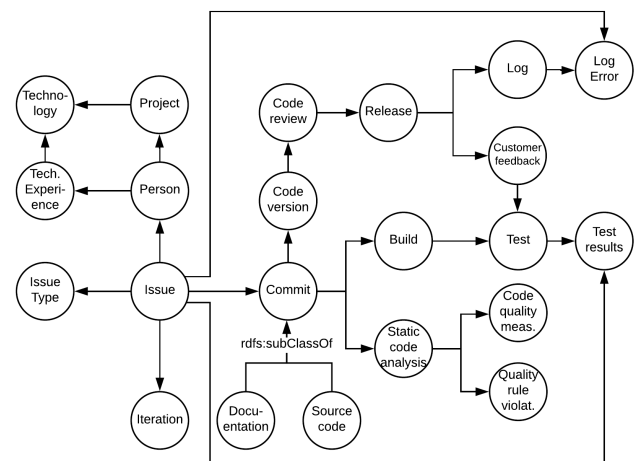 Log
Log
Error
Techno-
logy
Project
Code
review
Release
Customer
feedback
Tech.
Experi-
ence
Person
Code
version
Build
Test
Test
results
Issue
Type
Issue
Commit
Code
quality
meas.
rdfs:subClassOf
Static
code
analysis
Quality
rule
violat.
Iteration
Docu-
entation
Source
code